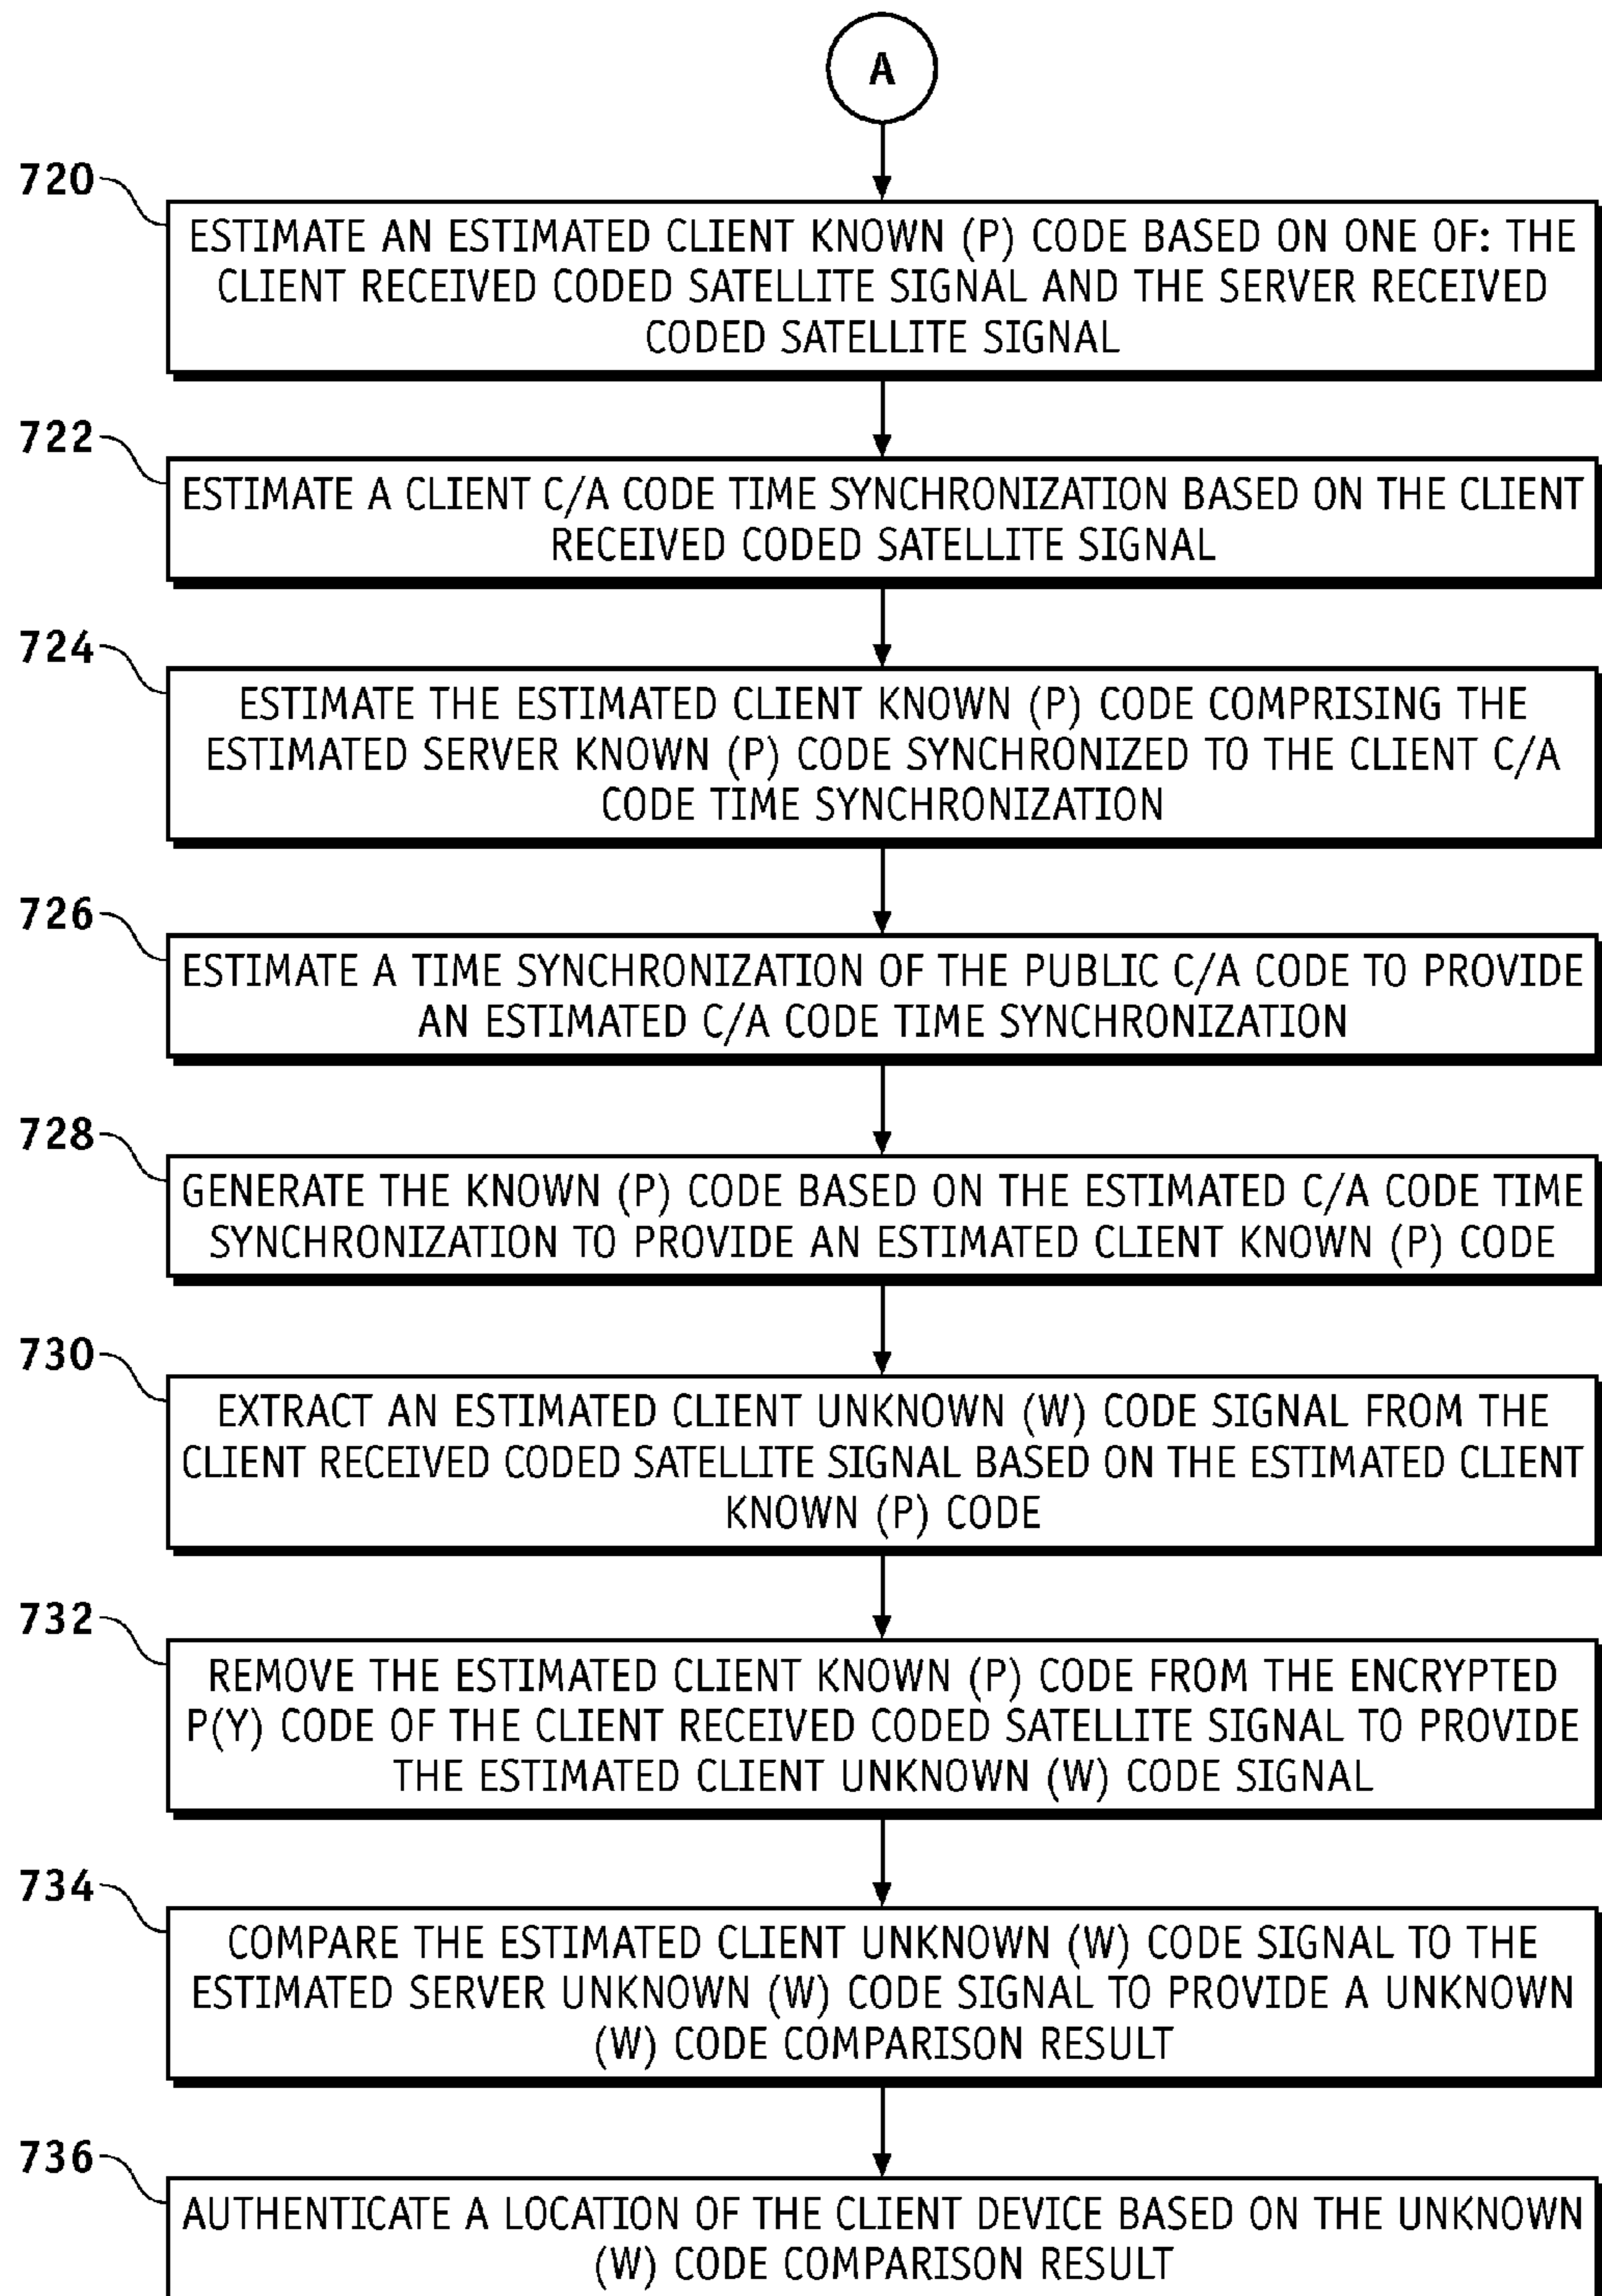 A
720
ESTIMATE AN ESTIMATED CLIENT KNOWN (P) CODE BASED ON ONE OF: THE
CLIENT RECEIVED CODED SATELLITE SIGNAL AND THE SERVER RECEIVED
CODED SATELLITE SIGNAL
722
ESTIMATE A CLIENT C/A CODE TIME SYNCHRONIZATION BASED ON THE CLIENT
RECEIVED CODED SATELLITE SIGNAL
724
ESTIMATE THE ESTIMATED CLIENT KNOWN (P) CODE COMPRISING THE
ESTIMATED SERVER KNOWN (P) CODE SYNCHRONIZED TO THE CLIENT C/A
CODE TIME SYNCHRONIZATION
726
ESTIMATE A TIME SYNCHRONIZATION OF THE PUBLIC C/A CODE TO PROVIDE
AN ESTIMATED C/A CODE TIME SYNCHRONIZATION
728
GENERATE THE KNOWN (P) CODE BASED ON THE ESTIMATED C/A CODE TIME
SYNCHRONIZATION TO PROVIDE AN ESTIMATED CLIENT KNOWN (P) CODE
730
EXTRACT AN ESTIMATED CLIENT UNKNOWN (W) CODE SIGNAL FROM THE
CLIENT RECEIVED CODED SATELLITE SIGNAL BASED ON THE ESTIMATED CLIENT
KNOWN (P) CODE
732
REMOVE THE ESTIMATED CLIENT KNOWN (P) CODE FROM THE ENCRYPTED
P(Y) CODE OF THE CLIENT RECEIVED CODED SATELLITE SIGNAL TO PROVIDE
THE ESTIMATED CLIENT UNKNOWN (W) CODE SIGNAL
734
COMPARE THE ESTIMATED CLIENT UNKNOWN (W) CODE SIGNAL TO THE
ESTIMATED SERVER UNKNOWN (W) CODE SIGNAL TO PROVIDE A UNKNOWN
(W) CODE COMPARISON RESULT
736
AUTHENTICATE A LOCATION OF THE CLIENT DEVICE BASED ON THE UNKNOWN
(W) CODE COMPARISON RESULT